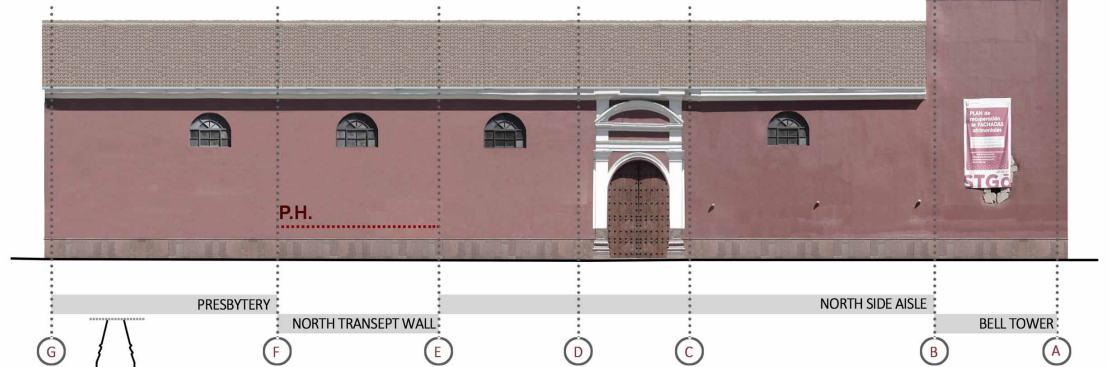 PLAN de
recuperación
de FACHADAS
patrimoniales
STGo
P.H.
PRESBYTERY
NORTH SIDE AISLE
NORTH TRANSEPT WALL
BELL TOWER
G
F
E
D
C
B
A